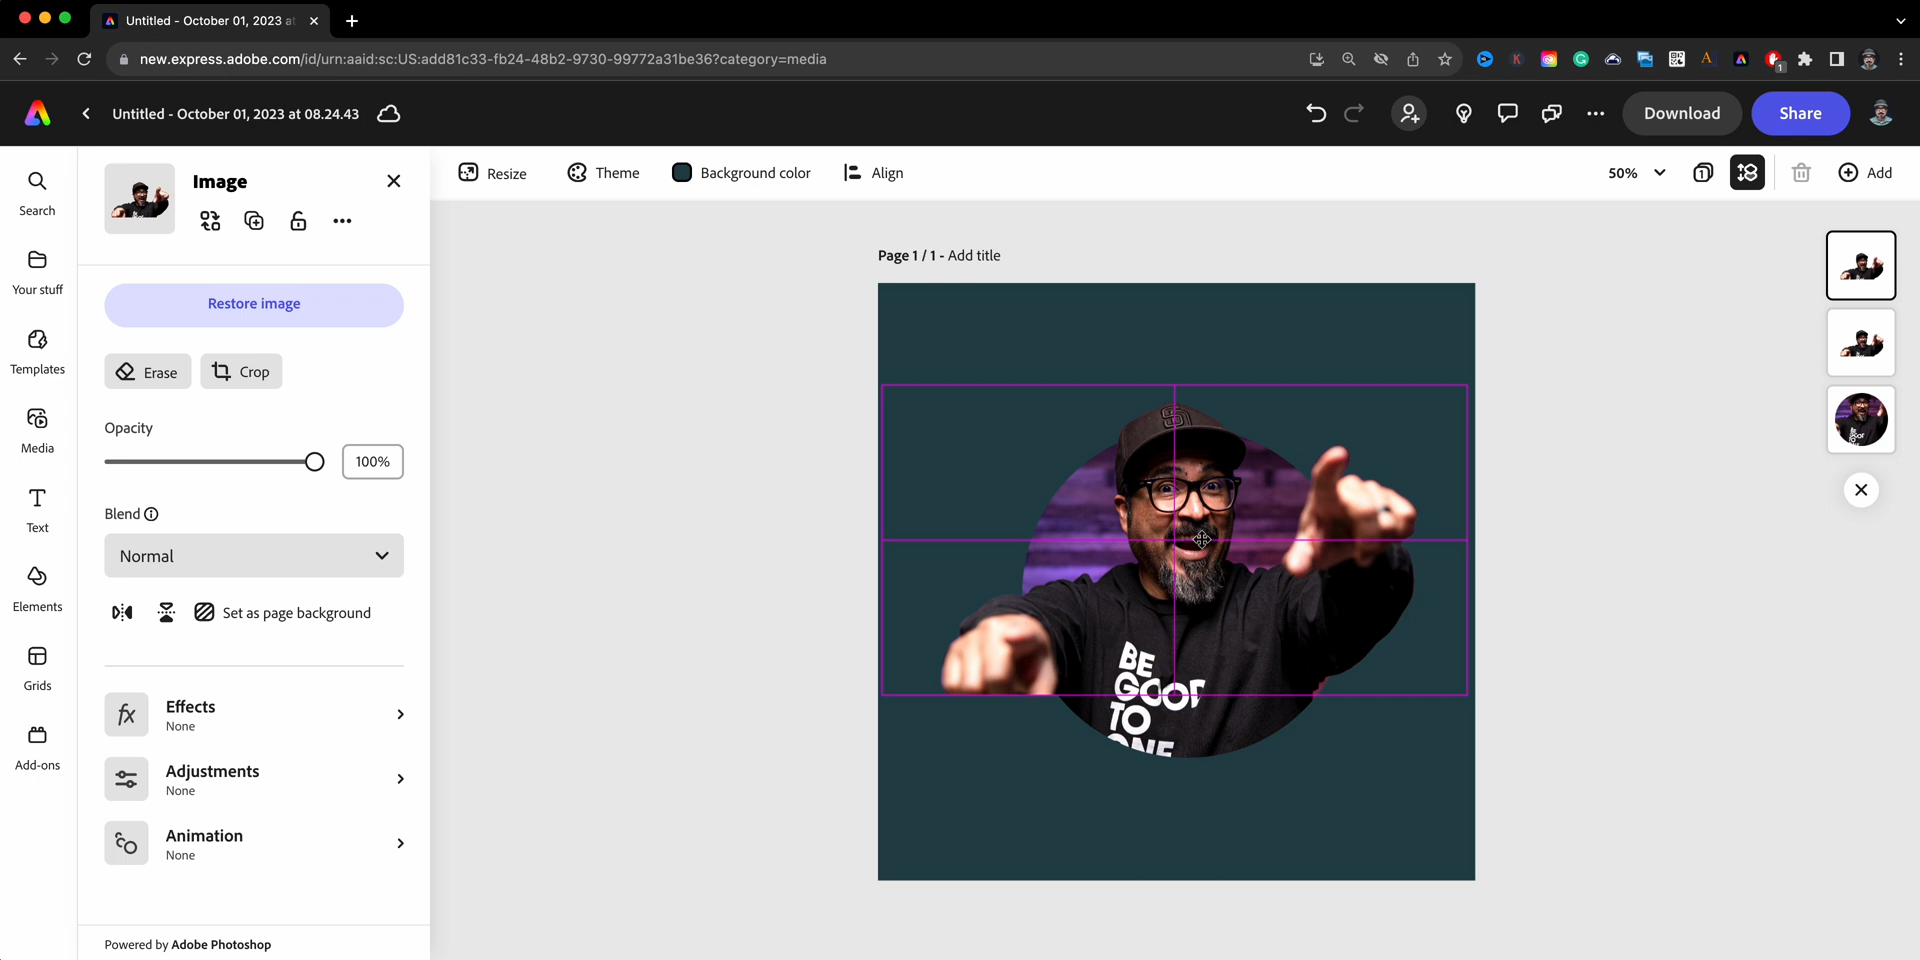 Untitled - October 01, 2023 at
new.express.adobe.com/id/urn:aaid:sc:US:add81c33-fb24-48b2-9730-99772a31be36?category=media
1
Untitled - October 01, 2023 at 08.24.43
Download
Share
Search
Your stuff
Templates
Media
Text
Elements
Grids
Add-ons
Image
Restore image
Erase
Crop
Opacity
100%
Blend
Normal
Set as page background
Effects
None
Adjustments
None
Animation
None
Powered by Adobe Photoshop
Resize
Theme
Background color
Align
50%
1
Add
Page 1 / 1 - Add title
BE
GOOD
TO
ONE